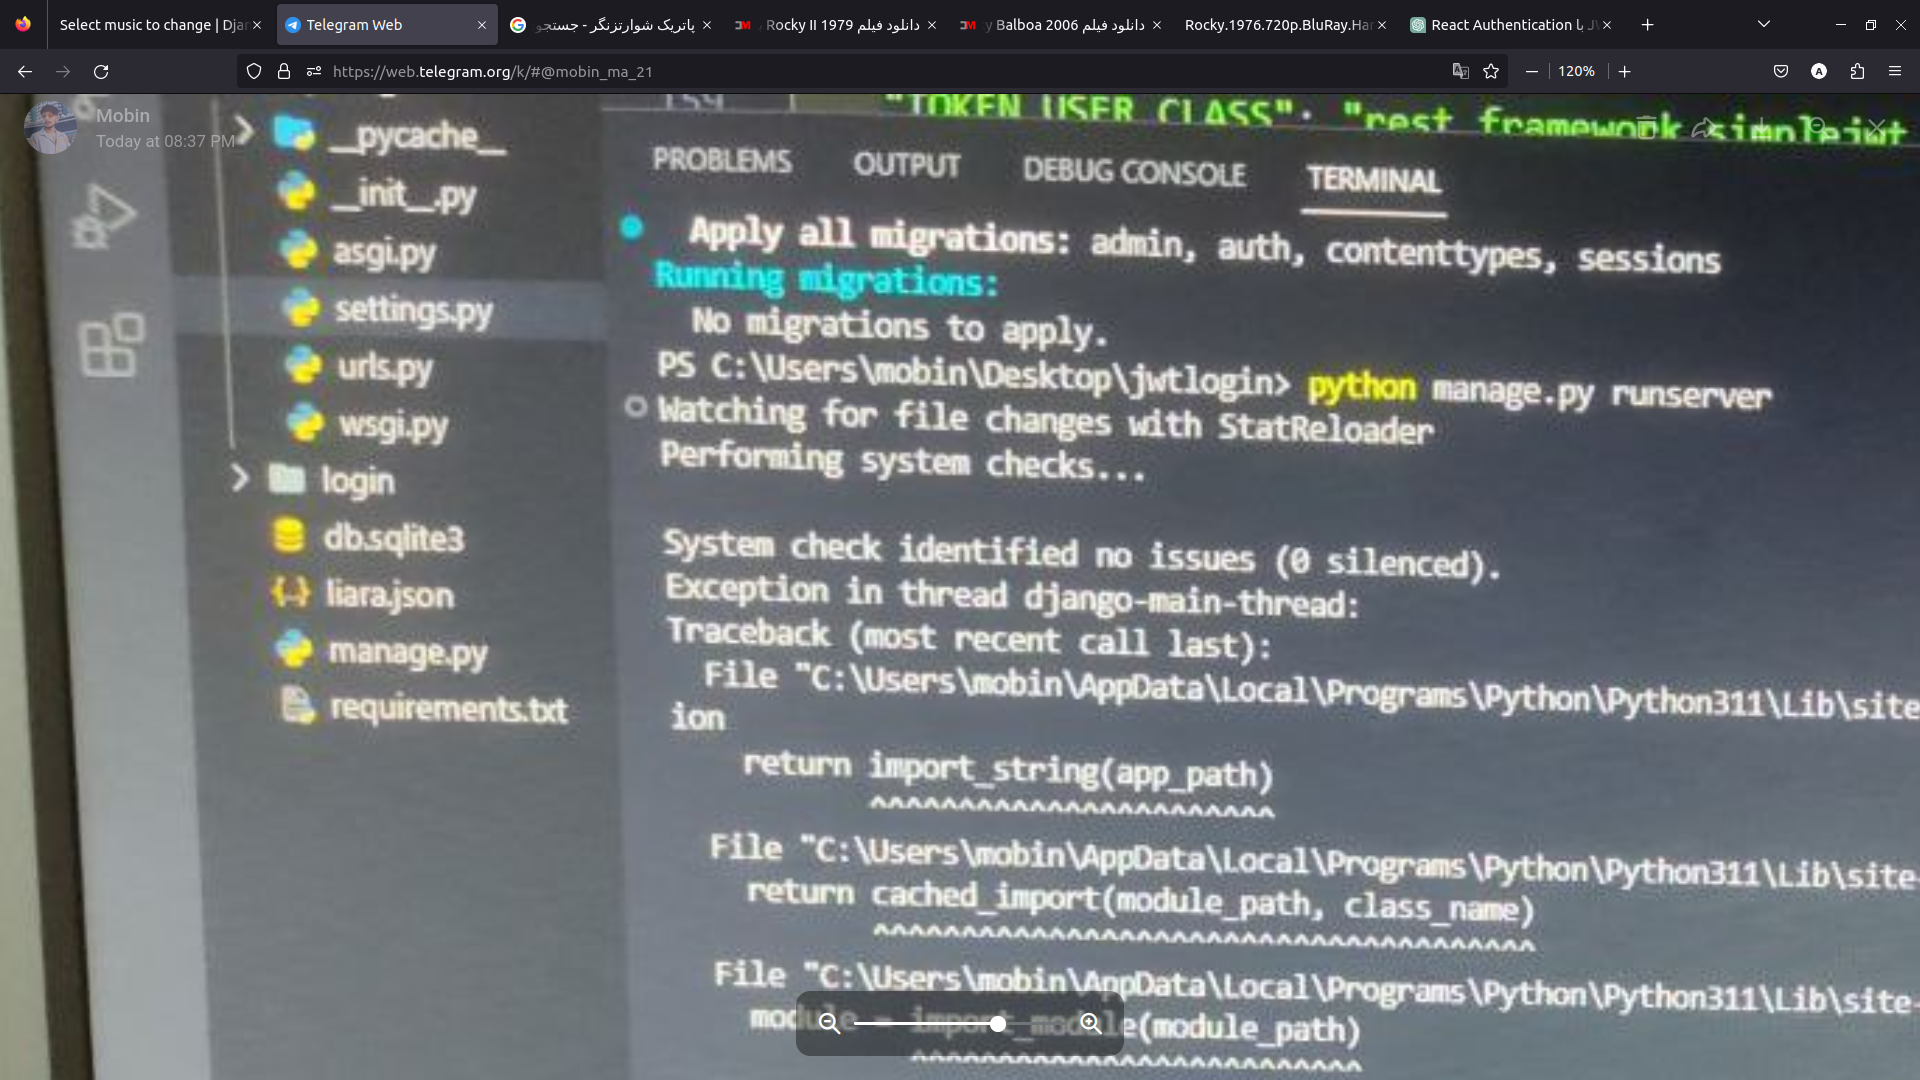 Select music to change | Dja
Telegram Web
پاتریک شوارتزنگر - جستجو
دانلود فیلم Rocky II 1979
دانلود فیلم Balboa 2006
Rocky.1976.720p.BluRay.Har
React Authentication با J
https://web.telegram.org/k/#@mobin_ma_21
120%
Mobin
Today at 08:37 PM
__pycache__
__init__.py
asgi.py
settings.py
urls.py
wsgi.py
login
db.sqlite3
liara.json
manage.py
requirements.txt
159
"TOKEN_USER_CLASS": "rest_framework_simplejwt
PROBLEMS OUTPUT DEBUG CONSOLE TERMINAL
Apply all migrations: admin, auth, contenttypes, sessions
Running migrations:
No migrations to apply.
PS C:\Users\mobin\Desktop\jwtlogin> python manage.py runserver
Watching for file changes with StatReloader
Performing system checks...
System check identified no issues (0 silenced).
Exception in thread django-main-thread:
Traceback (most recent call last):
File "C:\Users\mobin\AppData\Local\Programs\Python\Python311\Lib\site
ion
return import_string(app_path)
^^^^^^^^^^^^^^^^^^^^^^^
File "C:\Users\mobin\AppData\Local\Programs\Python\Python311\Lib\site-
return cached_import(module_path, class_name)
^^^^^^^^^^^^^^^^^^^^^^^^^^^^^^^^^^^^^^
File "C:\Users\mobin\AppData\Local\Programs\Python\Python311\Lib\site-
module = import_module(module_path)
^^^^^^^^^^^^^^^^^^^^^^^^^^